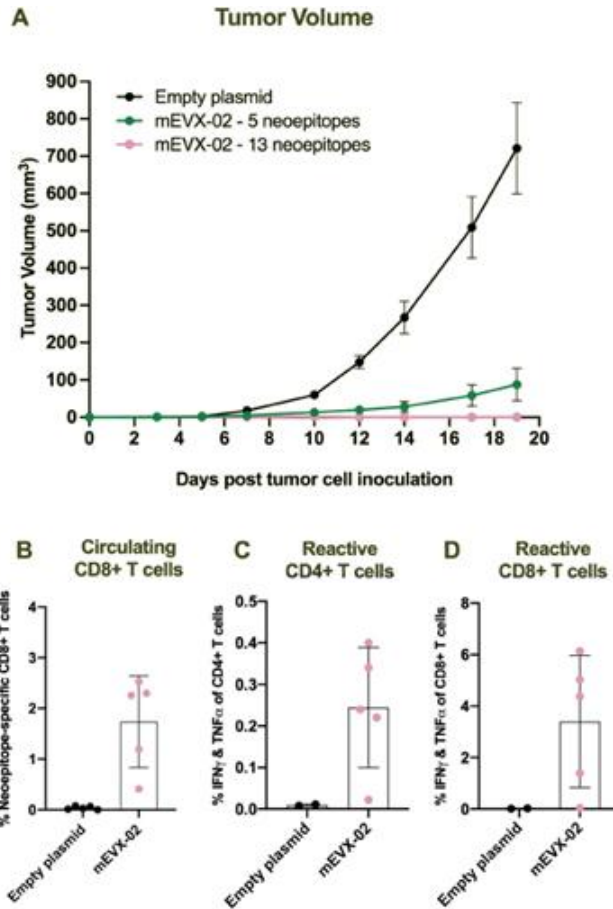 A
Tumor Volume
Empty plasmid
mEVX-02 - 5 neoepitopes
mEVX-02 - 13 neoepitopes
Tumor Volume (mm³)
900
800
700
600
500
400
300
200
100
0
0 2 4 6 8 10 12 14 16 18 20
Days post tumor cell inoculation
B
Circulating
CD8+ T cells
% Neoepitope-specific CD8+ T cells
4
3
2
1
0
Empty plasmid
mEVX-02
C
Reactive
CD4+ T cells
% IFNγ & TNFα of CD4+ T cells
0.5
0.4
0.3
0.2
0.1
0.0
Empty plasmid
mEVX-02
D
Reactive
CD8+ T cells
% IFNγ & TNFα of CD8+ T cells
8
6
4
2
0
Empty plasmid
mEVX-02